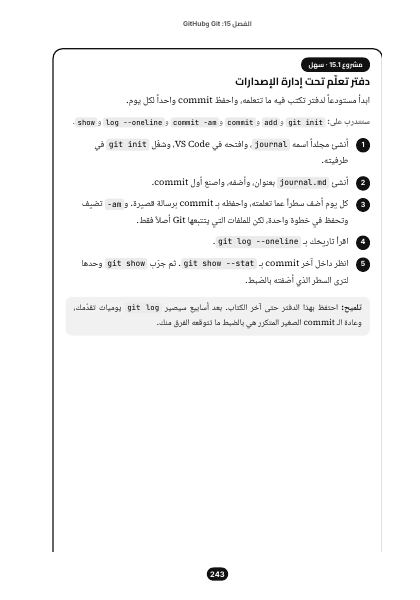 الفصل 15: Git وGitHub
مشروع 15.1 · سهل
دفتر تعلّم تحت إدارة الإصدارات
ابدأ مستودعاً لدفتر تكتب فيه ما تتعلمه، واحفظ commit واحداً لكل يوم.
ستتدرب على: git init و add و commit و commit -am و log --oneline و show.
1 أنشئ مجلداً اسمه journal، وافتحه في VS Code، وشغّل git init في
طرفيته.
2 أنشئ journal.md بعنوان، وأضفه، واصنع أول commit.
3 كل يوم أضف سطراً عما تعلمته، واحفظه بـ commit برسالة قصيرة. و -am تضيف
وتحفظ في خطوة واحدة، لكن للملفات التي يتتبعها Git أصلاً فقط.
4 اقرأ تاريخك بـ git log --oneline.
5 انظر داخل آخر commit بـ git show --stat. ثم جرّب git show وحدها
لترى السطر الذي أضفته بالضبط.
تلميح: احتفظ بهذا الدفتر حتى آخر الكتاب. بعد أسابيع سيصير git log يوميات تقدّمك،
وعادة الـ commit الصغير المتكرر هي بالضبط ما تتوقعه الفرق منك.
243